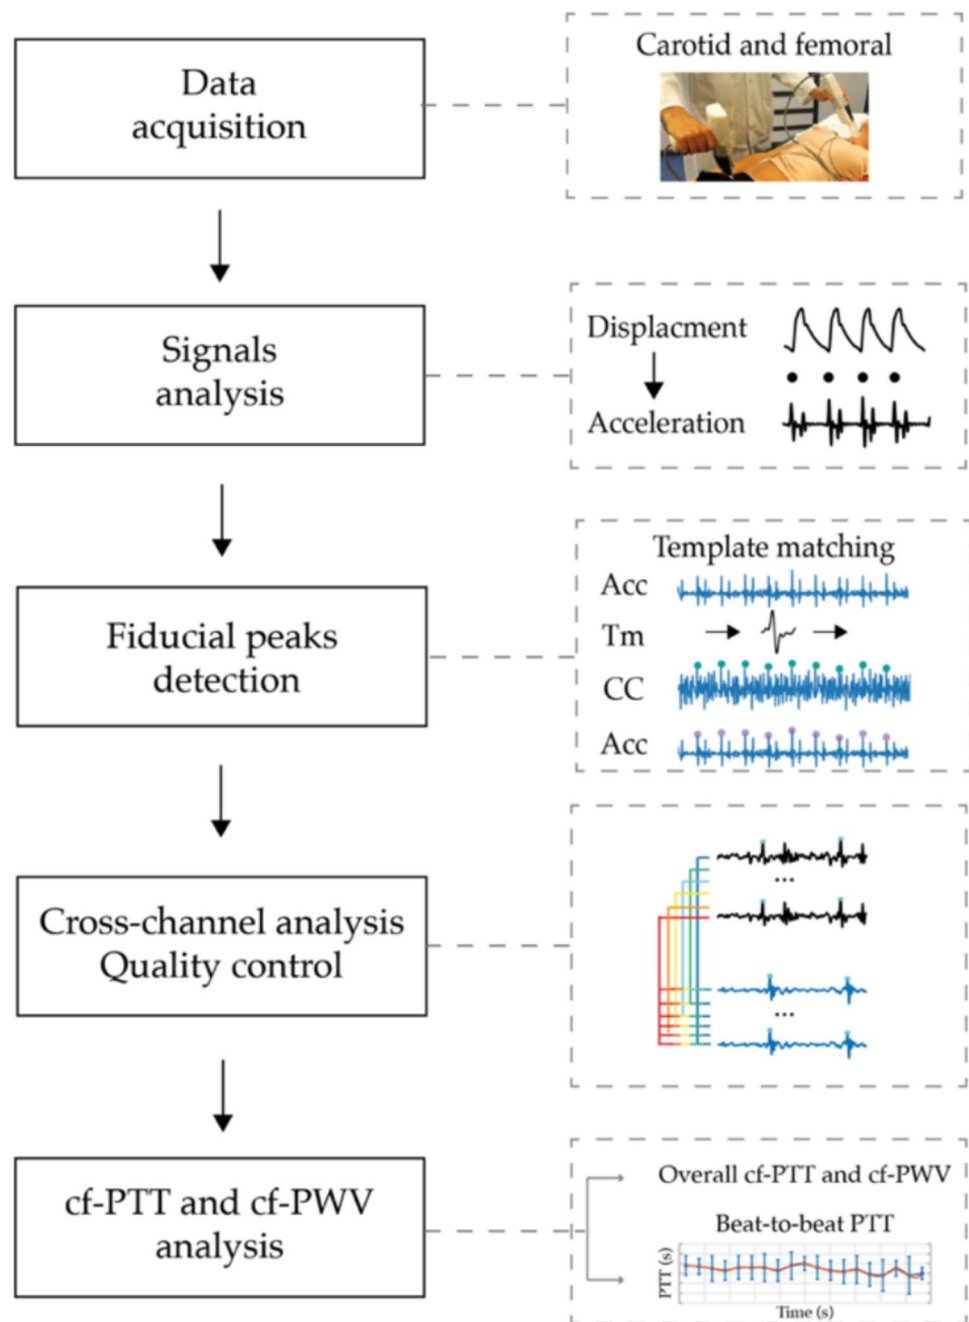 Data
acquisition
Carotid and femoral
Signals
analysis
Displacment
Acceleration
Fiducial peaks
detection
Template matching
Acc
Tm
CC
Acc
Cross-channel analysis
Quality control
...
...
cf-PTT and cf-PWV
analysis
Overall cf-PTT and cf-PWV
Beat-to-beat PTT
PTT (s)
Time (s)